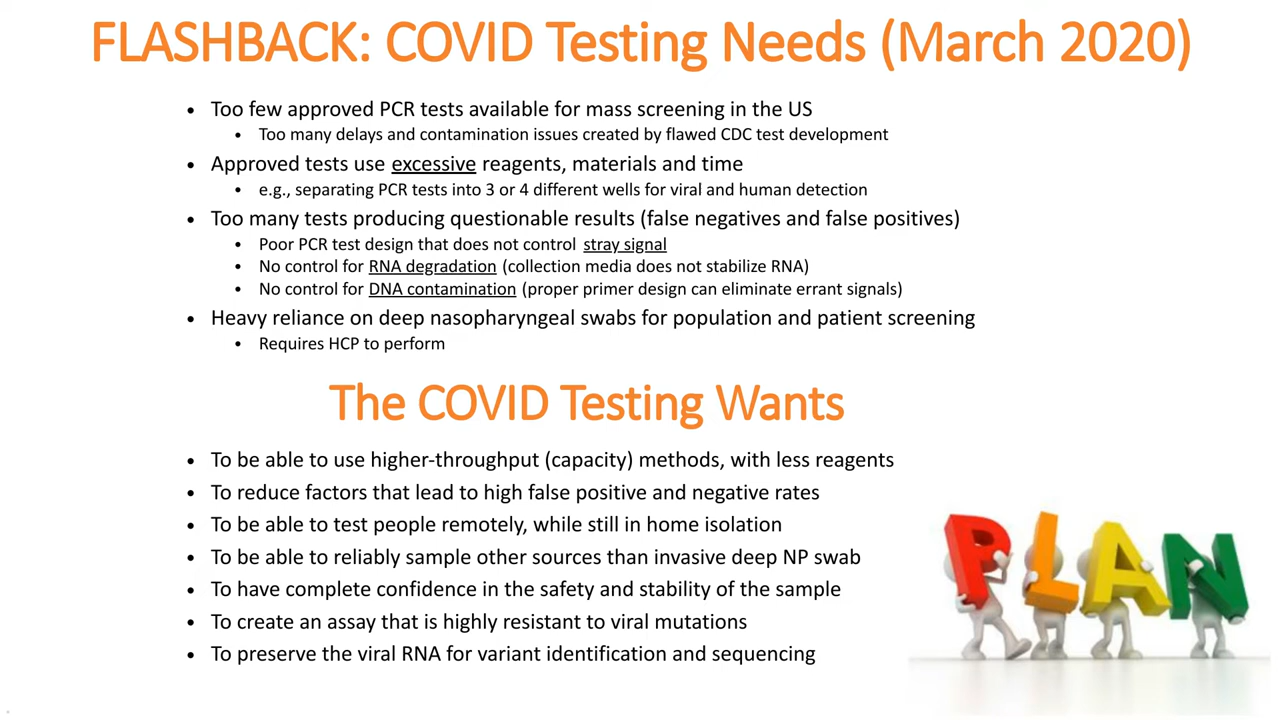 FLASHBACK: COVID Testing Needs (March 2020)
• Too few approved PCR tests available for mass screening in the US
• Too many delays and contamination issues created by flawed CDC test development
• Approved tests use excessive reagents, materials and time
• e.g., separating PCR tests into 3 or 4 different wells for viral and human detection
• Too many tests producing questionable results (false negatives and false positives)
• Poor PCR test design that does not control stray signal
• No control for RNA degradation (collection media does not stabilize RNA)
• No control for DNA contamination (proper primer design can eliminate errant signals)
• Heavy reliance on deep nasopharyngeal swabs for population and patient screening
• Requires HCP to perform
The COVID Testing Wants
• To be able to use higher-throughput (capacity) methods, with less reagents
• To reduce factors that lead to high false positive and negative rates
• To be able to test people remotely, while still in home isolation
• To be able to reliably sample other sources than invasive deep NP swab
• To have complete confidence in the safety and stability of the sample
• To create an assay that is highly resistant to viral mutations
• To preserve the viral RNA for variant identification and sequencing
PLAN